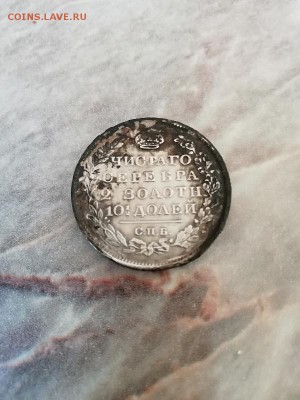 COINS.LAVE.RU
ЧИСТАГО
СЕРЕБРА
2 ЗОЛОТН.
10½ ДОЛЕЙ
С.П.Б.